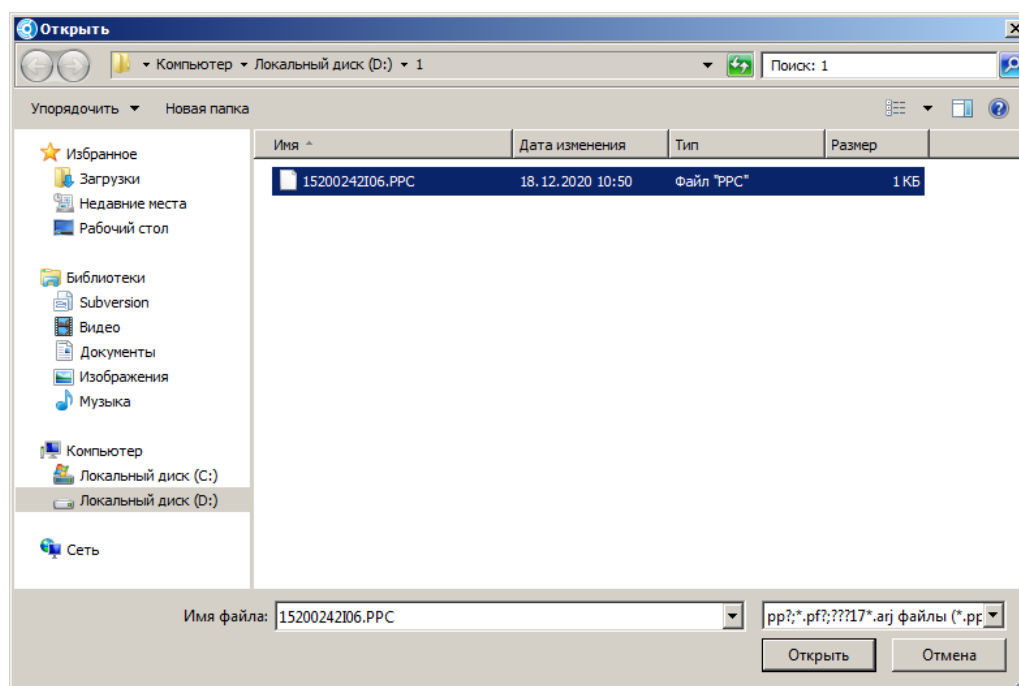 Открыть
Компьютер Локальный диск (D:) 1
Поиск: 1
Упорядочить Новая папка
Имя Дата изменения Тип Размер
15200242I06.PPC 18.12.2020 10:50 Файл "PPC" 1 КБ
Избранное
Загрузки
Недавние места
Рабочий стол
Библиотеки
Subversion
Видео
Документы
Изображения
Музыка
Компьютер
Локальный диск (C:)
Локальный диск (D:)
Сеть
Имя файла: 15200242I06.PPC
pp?;*.pf?;???17*.arj файлы (*.pp
Открыть Отмена